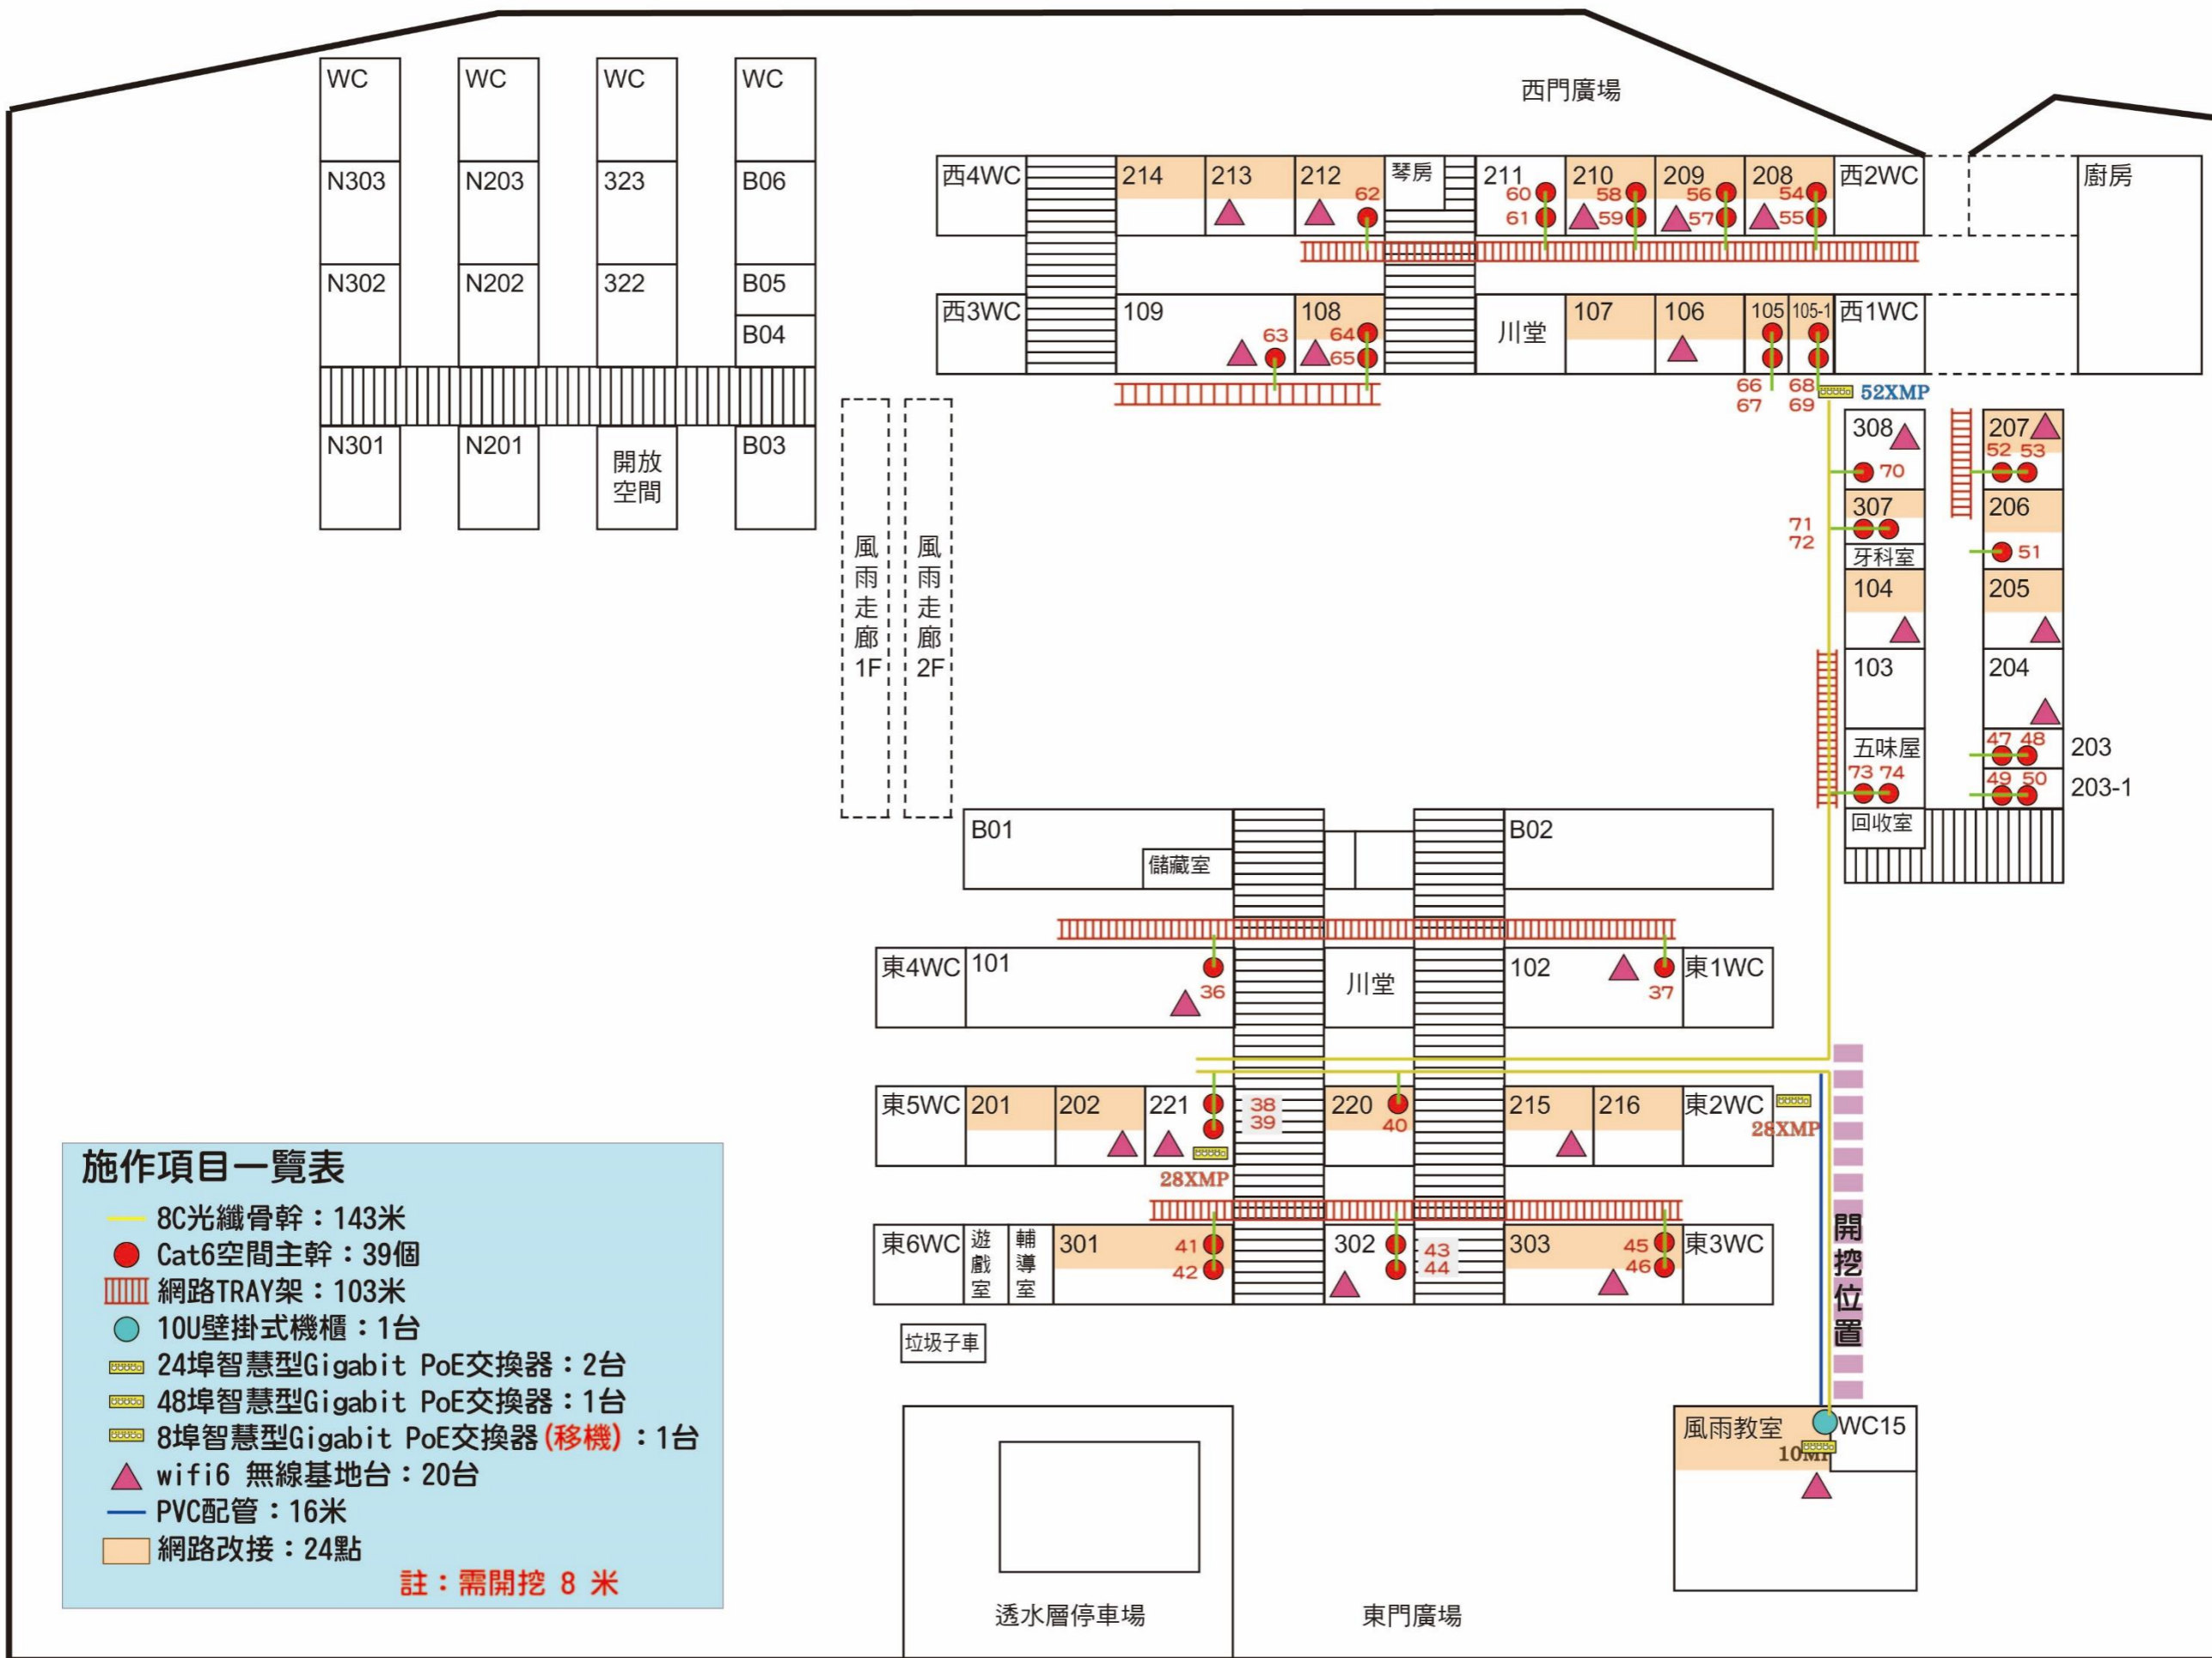 西門廣場
WC
WC
WC
WC
N303
N203
323
B06
N302
N202
322
B05
B04
N301
N201
開放
空間
B03
西4WC
214
213
212
62
琴房
211
60
61
210
58
59
209
56
57
208
54
55
西2WC
廚房
西3WC
109
63
108
64
65
川堂
107
106
105
66
67
105-1
68
69
西1WC
52XMP
風雨走廊1F
風雨走廊2F
308
70
307
71
72
牙科室
104
103
五味屋
73 74
回收室
207
52 53
206
51
205
204
47 48
203
49 50
203-1
B01
儲藏室
B02
東4WC
101
36
川堂
102
37
東1WC
東5WC
201
202
221
38
39
28XMP
220
40
215
216
東2WC
28XMP
東6WC
遊戲室
輔導室
301
41
42
302
43
44
303
45
46
東3WC
開挖位置
垃圾子車
風雨教室
WC15
10MP
透水層停車場
東門廣場
施作項目一覽表
8C光纖骨幹：143米
Cat6空間主幹：39個
網路TRAY架：103米
10U壁掛式機櫃：1台
24埠智慧型Gigabit PoE交換器：2台
48埠智慧型Gigabit PoE交換器：1台
8埠智慧型Gigabit PoE交換器(移機)：1台
wifi6 無線基地台：20台
PVC配管：16米
網路改接：24點
註：需開挖 8 米